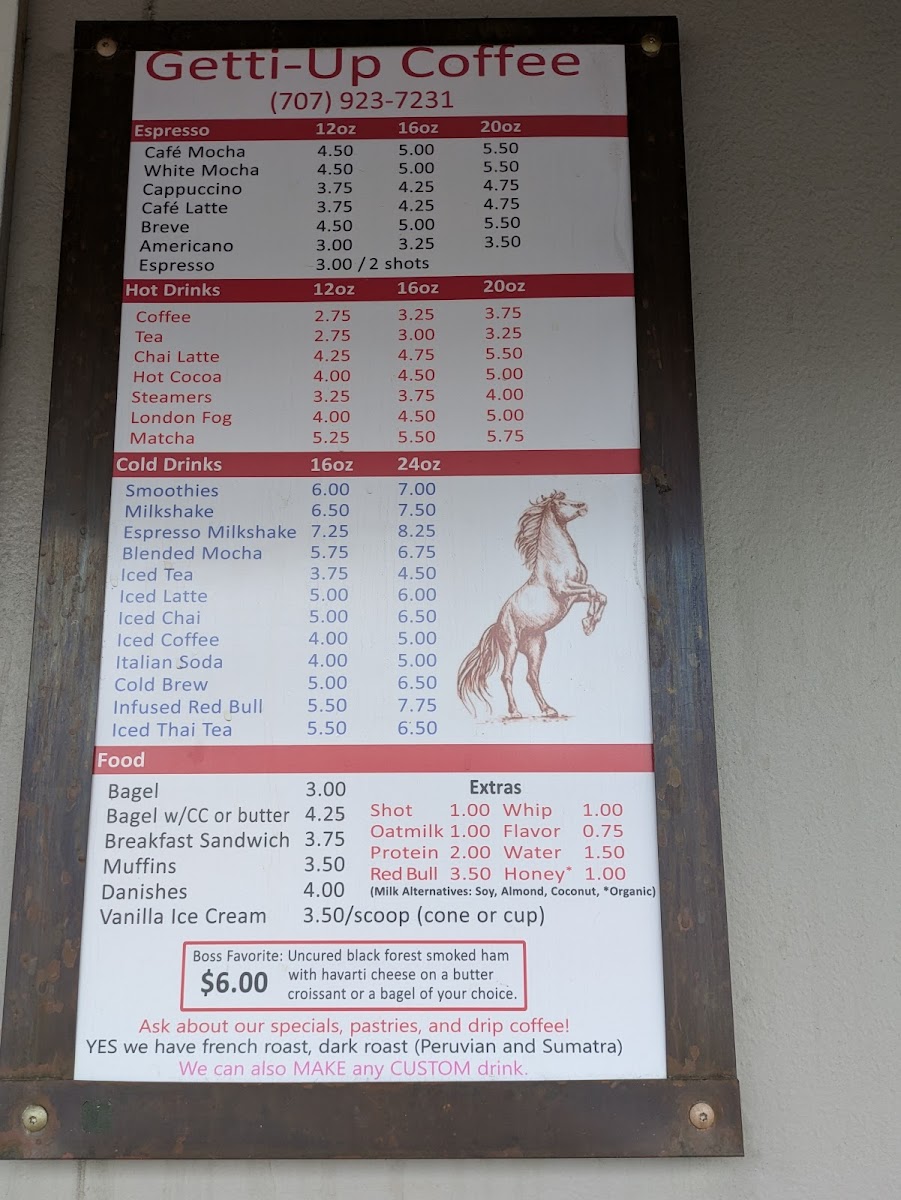 Getti-Up Coffee
(707) 923-7231
Espresso 12oz 16oz 20oz
Café Mocha 4.50 5.00 5.50
White Mocha 4.50 5.00 5.50
Cappuccino 3.75 4.25 4.75
Café Latte 3.75 4.25 4.75
Breve 4.50 5.00 5.50
Americano 3.00 3.25 3.50
Espresso 3.00 / 2 shots
Hot Drinks 12oz 16oz 20oz
Coffee 2.75 3.25 3.75
Tea 2.75 3.00 3.25
Chai Latte 4.25 4.75 5.50
Hot Cocoa 4.00 4.50 5.00
Steamers 3.25 3.75 4.00
London Fog 4.00 4.50 5.00
Matcha 5.25 5.50 5.75
Cold Drinks 16oz 24oz
Smoothies 6.00 7.00
Milkshake 6.50 7.50
Espresso Milkshake 7.25 8.25
Blended Mocha 5.75 6.75
Iced Tea 3.75 4.50
Iced Latte 5.00 6.00
Iced Chai 5.00 6.50
Iced Coffee 4.00 5.00
Italian Soda 4.00 5.00
Cold Brew 5.00 6.50
Infused Red Bull 5.50 7.75
Iced Thai Tea 5.50 6.50
Food
Bagel 3.00
Bagel w/CC or butter 4.25
Breakfast Sandwich 3.75
Muffins 3.50
Danishes 4.00
Vanilla Ice Cream 3.50/scoop (cone or cup)
Extras
Shot 1.00 Whip 1.00
Oatmilk 1.00 Flavor 0.75
Protein 2.00 Water 1.50
Red Bull 3.50 Honey* 1.00
(Milk Alternatives: Soy, Almond, Coconut, *Organic)
Boss Favorite: Uncured black forest smoked ham
$6.00 with havarti cheese on a butter
croissant or a bagel of your choice.
Ask about our specials, pastries, and drip coffee!
YES we have french roast, dark roast (Peruvian and Sumatra)
We can also MAKE any CUSTOM drink.